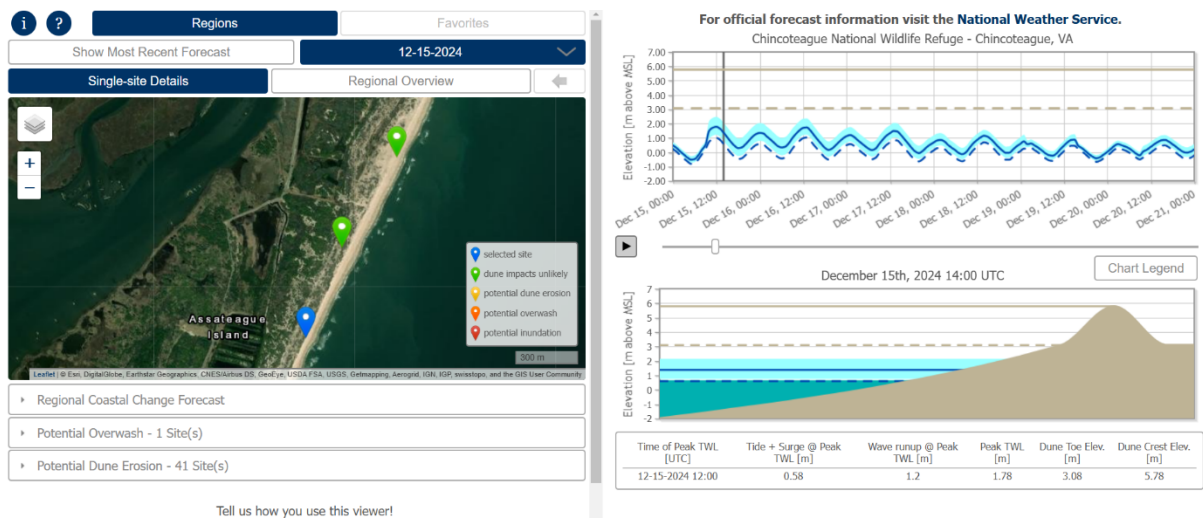 i ?
Regions
Favorites
Show Most Recent Forecast
12-15-2024
Single-site Details
Regional Overview
+
−
Assateague
Island
selected site
dune impacts unlikely
potential dune erosion
potential overwash
potential inundation
300 m
Leaflet | © Esri, DigitalGlobe, Earthstar Geographics, CNES/Airbus DS, GeoEye, USDA FSA, USGS, Getmapping, Aerogrid, IGN, IGP, swisstopo, and the GIS User Community
Regional Coastal Change Forecast
Potential Overwash - 1 Site(s)
Potential Dune Erosion - 41 Site(s)
Tell us how you use this viewer!
For official forecast information visit the National Weather Service.
Chincoteague National Wildlife Refuge - Chincoteague, VA
Elevation [m above MSL]
7.00
6.00
5.00
4.00
3.00
2.00
1.00
0.00
-1.00
-2.00
Dec 15, 00:00
Dec 15, 12:00
Dec 16, 00:00
Dec 16, 12:00
Dec 17, 00:00
Dec 17, 12:00
Dec 18, 00:00
Dec 18, 12:00
Dec 19, 00:00
Dec 19, 12:00
Dec 20, 00:00
Dec 20, 12:00
Dec 21, 00:00
Chart Legend
December 15th, 2024 14:00 UTC
Elevation [m above MSL]
7
6
5
4
3
2
1
0
-1
-2
Time of Peak TWL [UTC]
Tide + Surge @ Peak TWL [m]
Wave runup @ Peak TWL [m]
Peak TWL [m]
Dune Toe Elev. [m]
Dune Crest Elev. [m]
12-15-2024 12:00 0.58 1.2 1.78 3.08 5.78